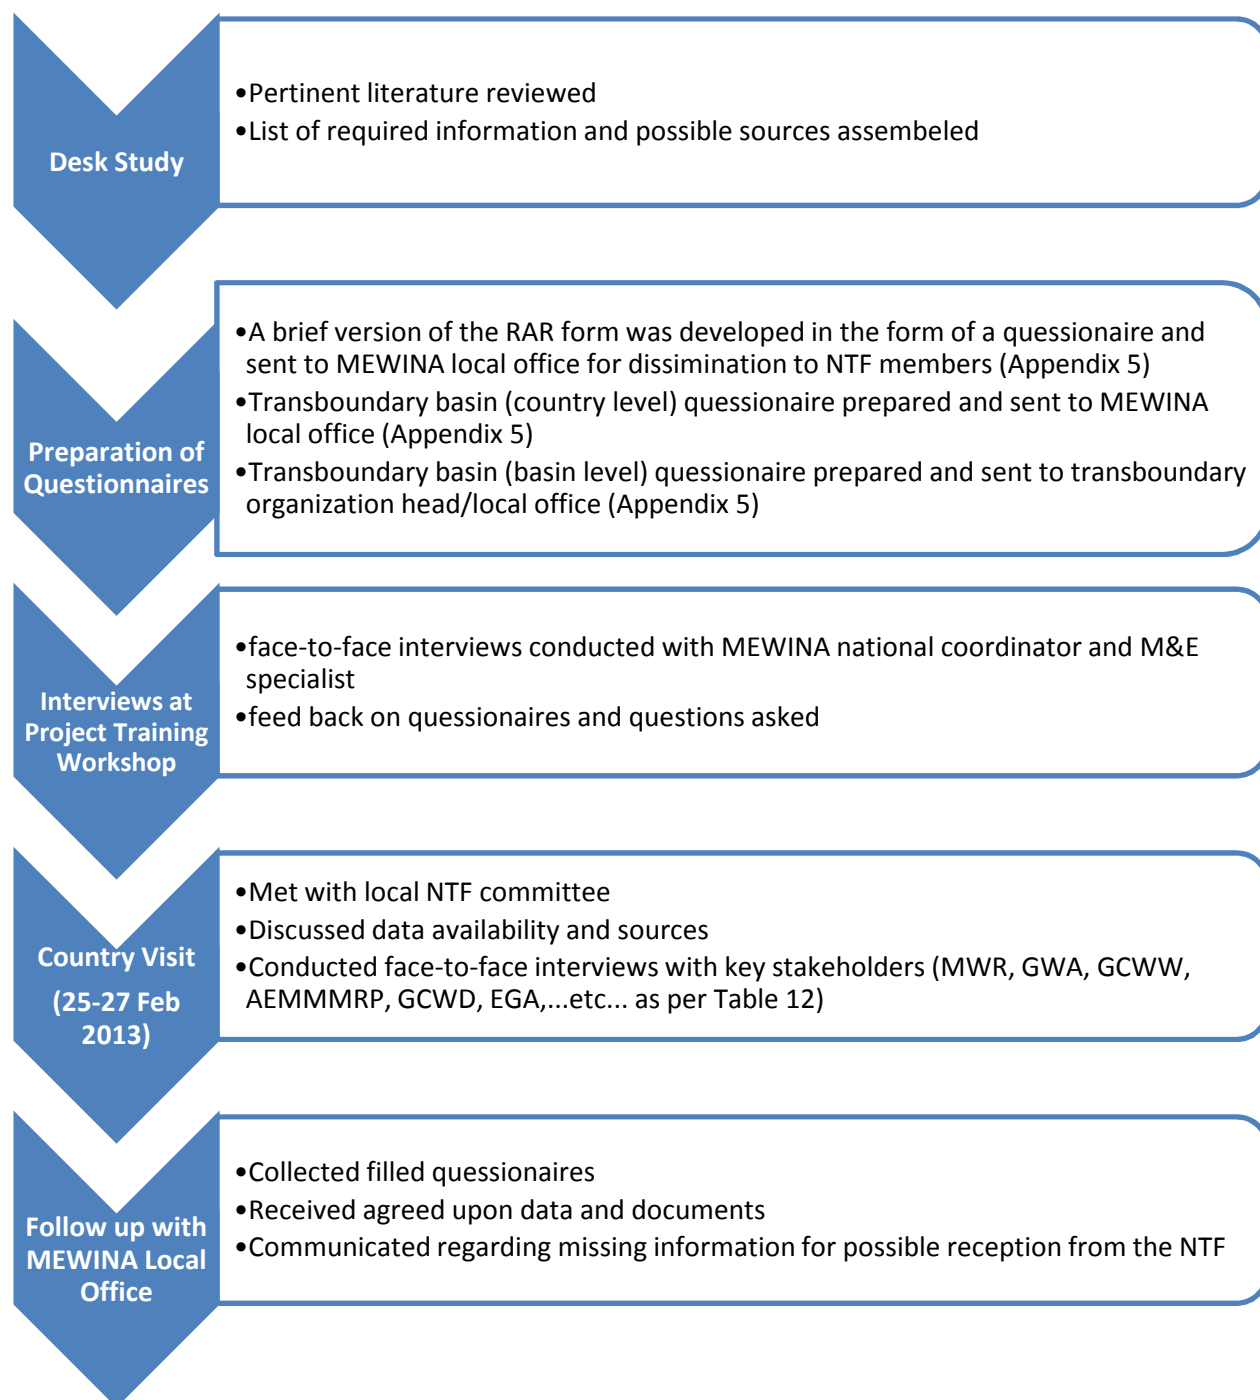 Desk Study
•Pertinent literature reviewed
•List of required information and possible sources assembeled
Preparation of
Questionnaires
•A brief version of the RAR form was developed in the form of a quessionaire and
sent to MEWINA local office for dissimination to NTF members (Appendix 5)
•Transboundary basin (country level) quessionaire prepared and sent to MEWINA
local office (Appendix 5)
•Transboundary basin (basin level) quessionaire prepared and sent to transboundary
organization head/local office (Appendix 5)
Interviews at
Project Training
Workshop
•face-to-face interviews conducted with MEWINA national coordinator and M&E
specialist
•feed back on quessionaires and questions asked
Country Visit
(25-27 Feb
2013)
•Met with local NTF committee
•Discussed data availability and sources
•Conducted face-to-face interviews with key stakeholders (MWR, GWA, GCWW,
AEMMMRP, GCWD, EGA,...etc... as per Table 12)
Follow up with
MEWINA Local
Office
•Collected filled quessionaires
•Received agreed upon data and documents
•Communicated regarding missing information for possible reception from the NTF